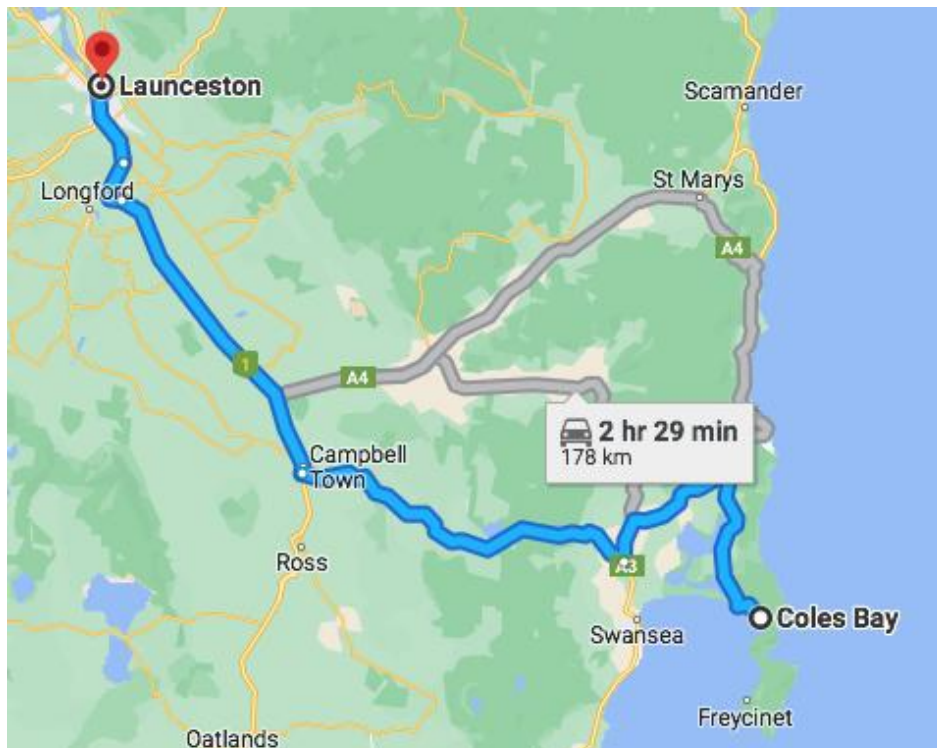 Launceston
Scamander
Longford
St Marys
A4
1
A4
2 hr 29 min
178 km
Campbell
Town
Ross
A3
Coles Bay
Swansea
Freycinet
Oatlands